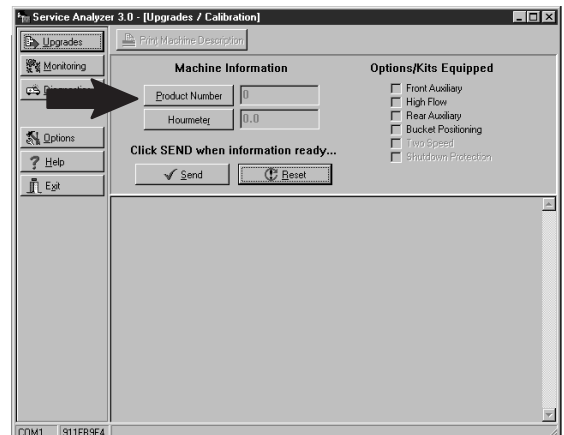 Service Analyzer 3.0 - [Upgrades / Calibration]
Upgrades
Print Machine Description
Monitoring
Machine Information
Options/Kits Equipped
Product Number
0
Front Auxiliary
High Flow
Hourmeter
0.0
Rear Auxiliary
Bucket Positioning
Options
Two Speed
Click SEND when information ready...
Shutdown Protection
Help
Send
Reset
Exit
COM1
911FB9F4